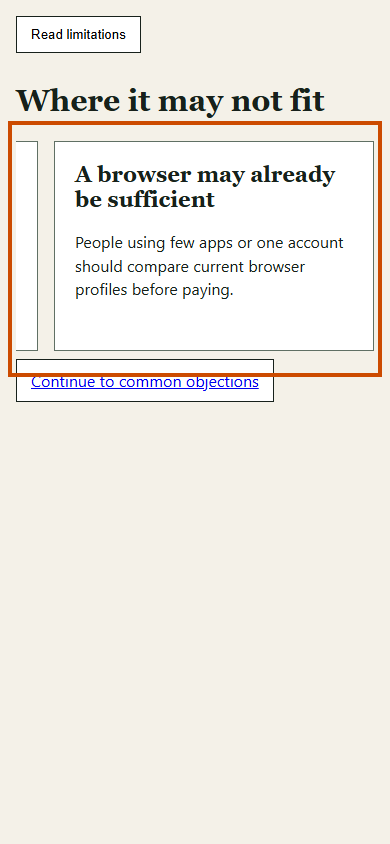 Read limitations
Where it may not fit
A browser may already
be sufficient
People using few apps or one account
should compare current browser
profiles before paying.
Continue to common objections